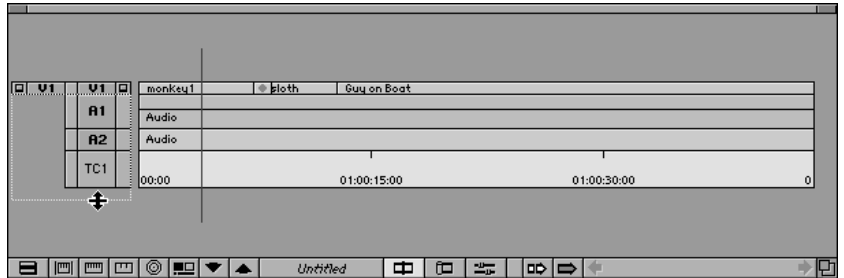 V1 V1 monkey1 sloth Guy on Boat
A1
Audio
A2 Audio
TC1
00:00 01:00:15:00 01:00:30:00 0
Untitled